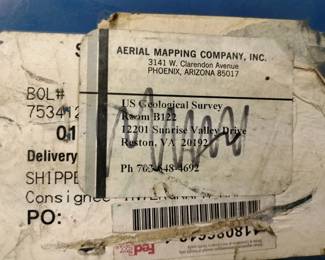 AERIAL MAPPING COMPANY, INC.
3141 W. Clarendon Avenue
PHOENIX, ARIZONA 85017
BOL#
753412
US Geological Survey
Room B122
12201 Sunrise Valley Drive
Reston, VA 20192
01
Delivery
Ph 703-648-4692
SHIPPE
Consignee
PO:
FedEx